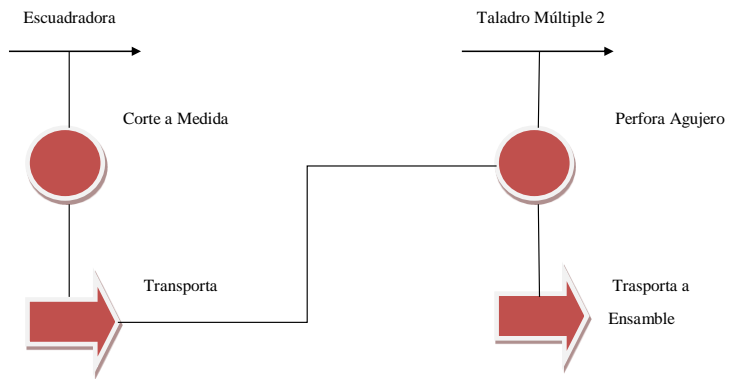 Escuadradora
Taladro Múltiple 2
Corte a Medida
Perfora Agujero
Transporta
Trasporta a
Ensamble